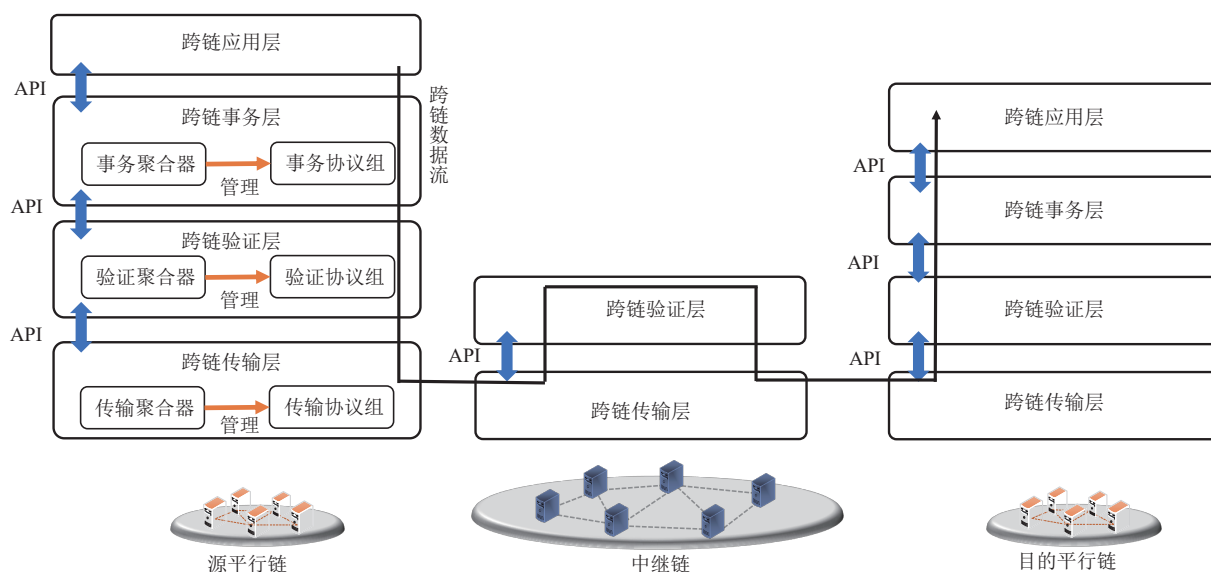 跨链应用层
API
跨链事务层
事务聚合器
管理
事务协议组
API
跨链验证层
验证聚合器
管理
验证协议组
API
跨链传输层
传输聚合器
管理
传输协议组
跨链数据流
跨链验证层
API
跨链传输层
跨链应用层
API
跨链事务层
API
跨链验证层
API
跨链传输层
源平行链
中继链
目的平行链